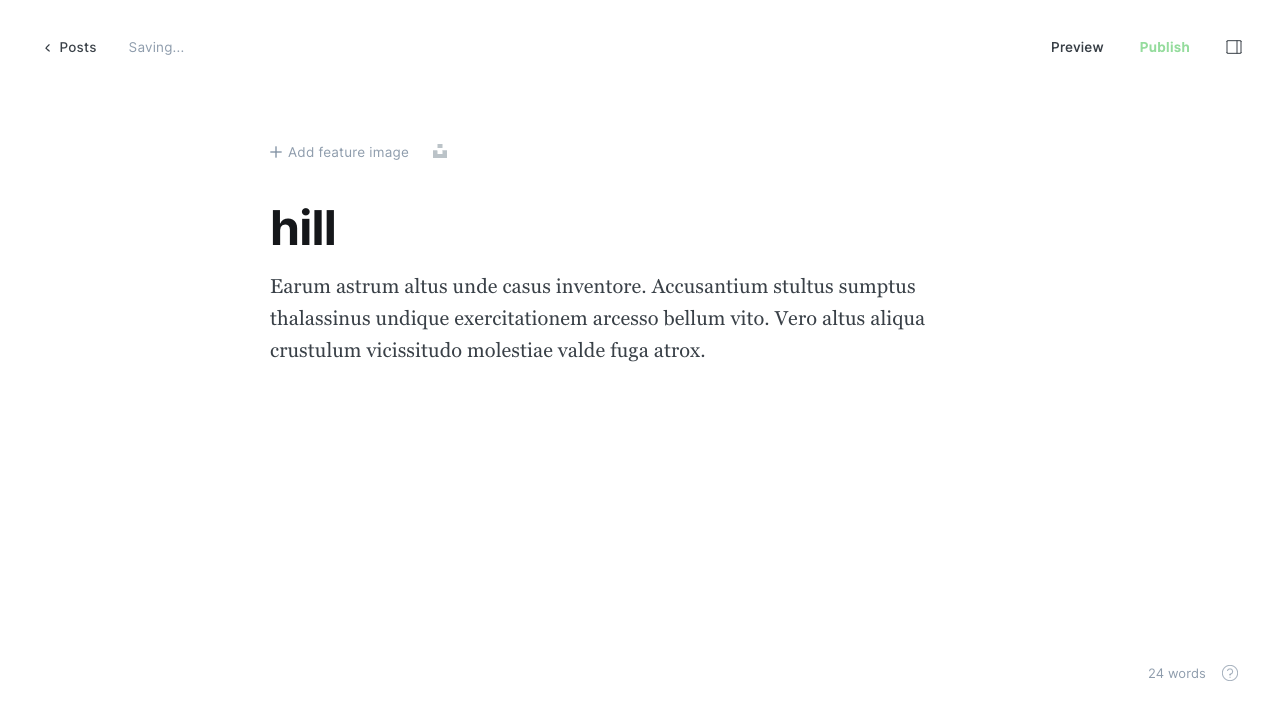 Posts
Saving...
Preview
Publish
Add feature image
hill
Earum astrum altus unde casus inventore. Accusantium stultus sumptus
thalassinus undique exercitationem arcesso bellum vito. Vero altus aliqua
crustulum vicissitudo molestiae valde fuga atrox.
24 words